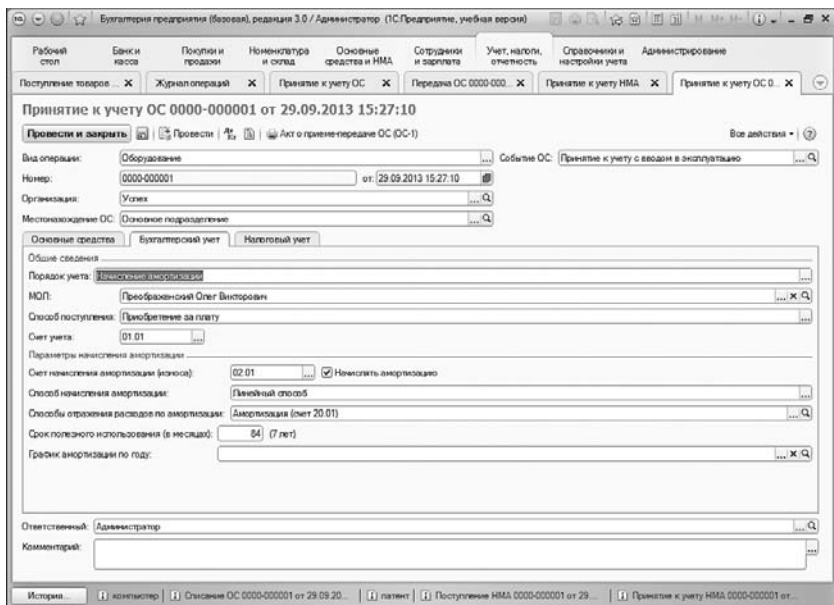 Бухгалтерия предприятия (базовая), редакция 3.0 / Администратор (1С:Предприятие, учебная версия)
M M+ M-
Рабочий стол
Банк и касса
Покупки и продажи
Номенклатура и склад
Основные средства и НМА
Сотрудники и зарплата
Учет, налоги, отчетность
Справочники и настройки учета
Администрирование
Поступление товаров ...
Журнал операций
Принятие к учету ОС
Передача ОС 0000-000...
Принятие к учету НМА
Принятие к учету ОС 0...
Принятие к учету ОС 0000-000001 от 29.09.2013 15:27:10
Провести и закрыть Провести Акт о приеме-передаче ОС (ОС-1) Все действия
Вид операции: Оборудование Событие ОС: Принятие к учету с вводом в эксплуатацию
Номер: 0000-000001 от: 29.09.2013 15:27:10
Организация: Успех
Местонахождение ОС: Основное подразделение
Основные средства Бухгалтерский учет Налоговый учет
Общие сведения
Порядок учета: Начисление амортизации
МОЛ: Преображенский Олег Викторович
Способ поступления: Приобретение за плату
Счет учета: 01.01
Параметры начисления амортизации
Счет начисления амортизации (износа): 02.01 Начислять амортизацию
Способ начисления амортизации: Линейный способ
Способы отражения расходов по амортизации: Амортизация (счет 20.01)
Срок полезного использования (в месяцах): 84 (7 лет)
График амортизации по году:
Ответственный: Администратор
Комментарий:
История... компьютер Списание ОС 0000-000001 от 29.09.20... патент Поступление НМА 0000-000001 от 29... Принятие к учету НМА 0000-000001 от...